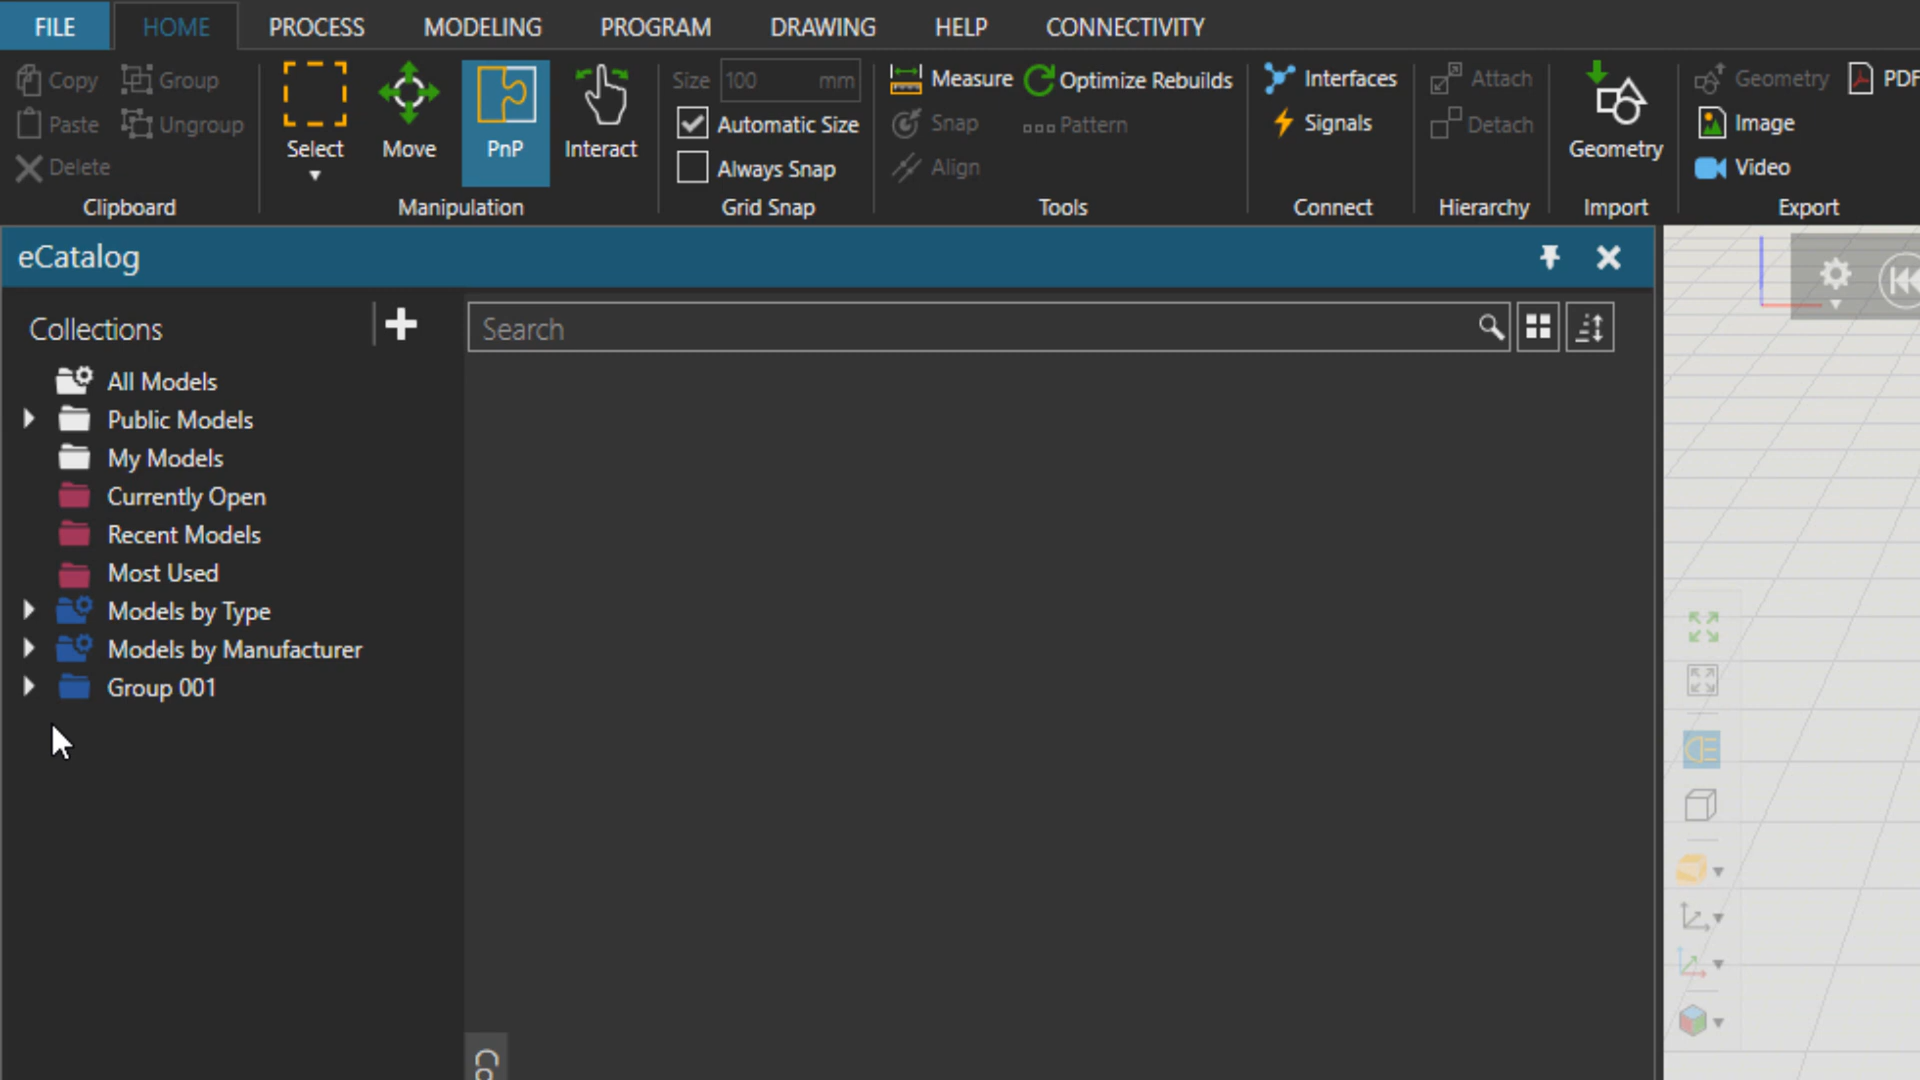 FILE HOME PROCESS MODELING PROGRAM DRAWING HELP CONNECTIVITY
Copy Group Size 100 mm Measure Optimize Rebuilds Interfaces Attach Geometry PDF
Paste Ungroup Select Move PnP Interact Automatic Size Snap Pattern Signals Detach Geometry Image
Delete Always Snap Align Video
Clipboard Manipulation Grid Snap Tools Connect Hierarchy Import Export
eCatalog
Collections Search
All Models
Public Models
My Models
Currently Open
Recent Models
Most Used
Models by Type
Models by Manufacturer
Group 001
Co